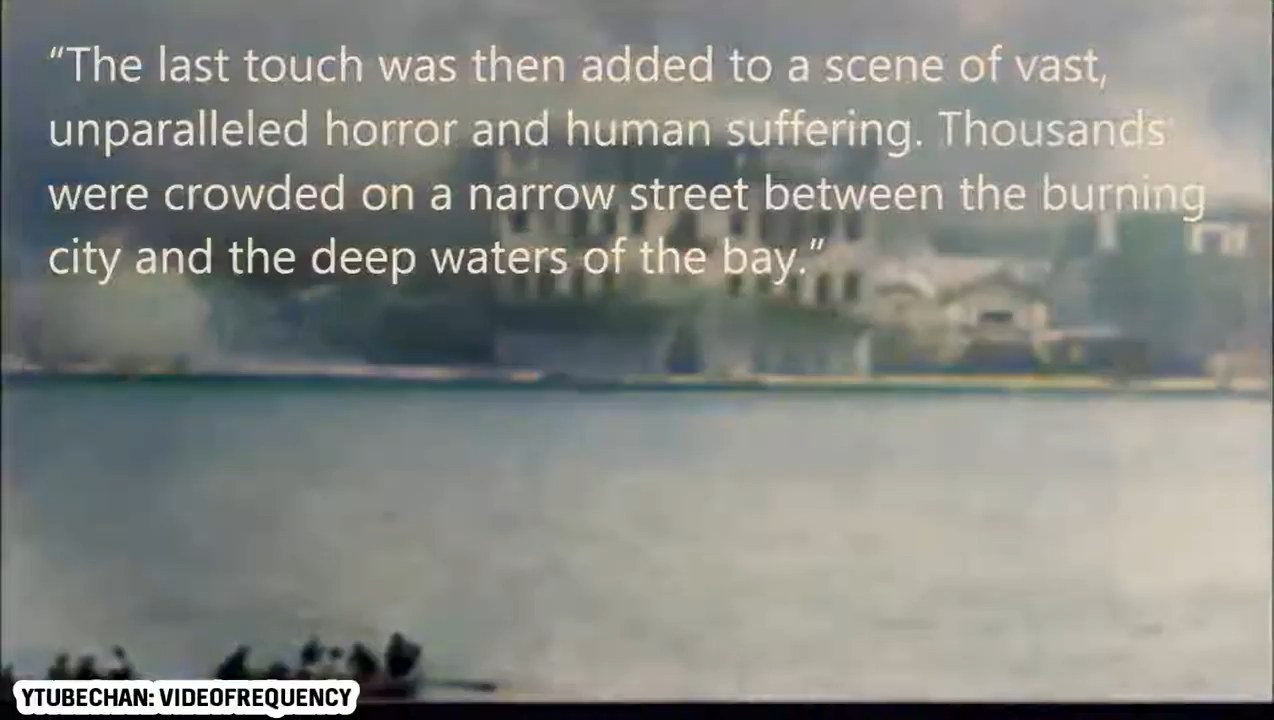 “The last touch was then added to a scene of vast,
unparalleled horror and human suffering. Thousands
were crowded on a narrow street between the burning
city and the deep waters of the bay.”
YTUBECHAN: VIDEOFREQUENCY